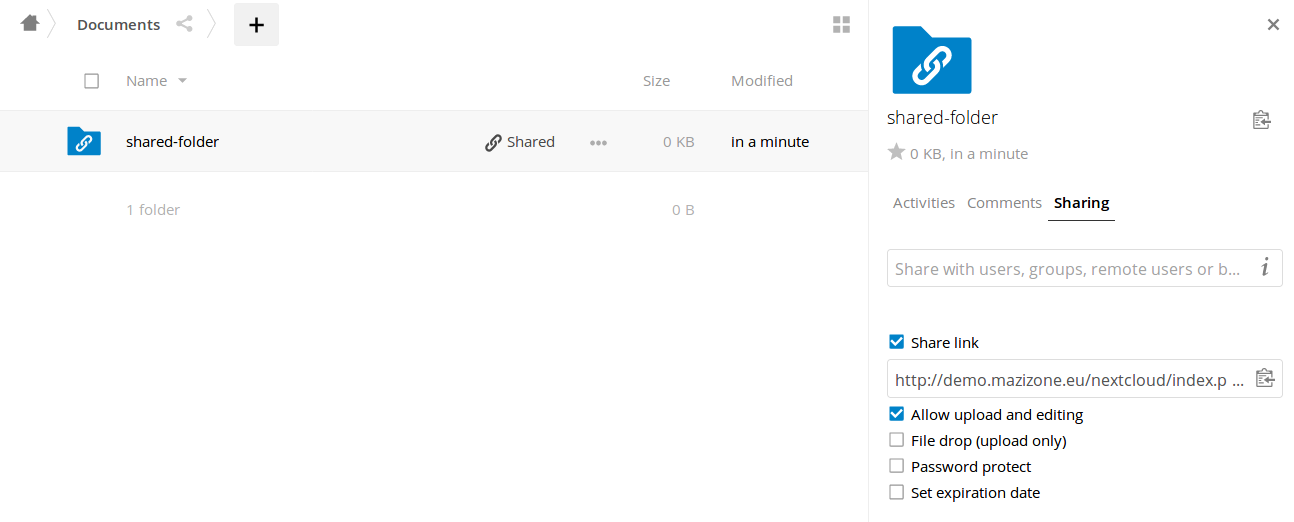 Documents
+
Name Size Modified
shared-folder Shared ••• 0 KB in a minute
1 folder 0 B
shared-folder
0 KB, in a minute
Activities Comments Sharing
Share with users, groups, remote users or b... i
Share link
http://demo.mazizone.eu/nextcloud/index.p ...
Allow upload and editing
File drop (upload only)
Password protect
Set expiration date